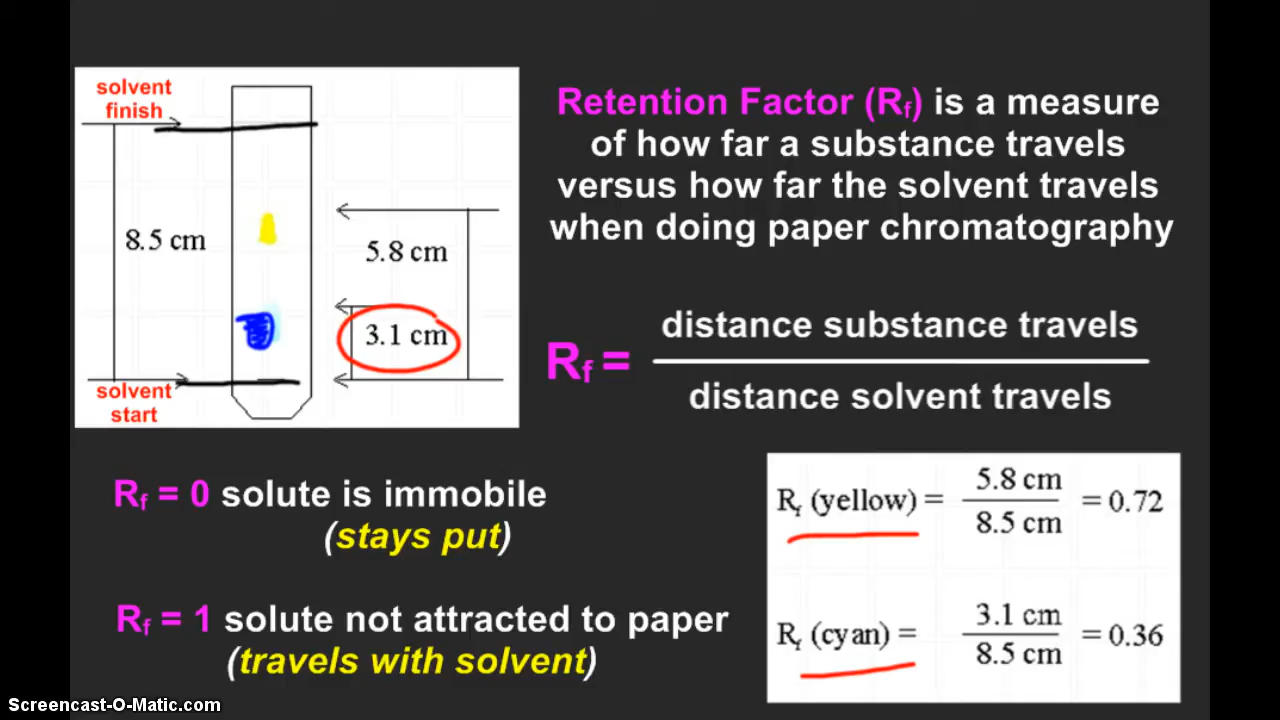 solvent
finish
8.5 cm
5.8 cm
3.1 cm
solvent
start
Retention Factor (Rf) is a measure
of how far a substance travels
versus how far the solvent travels
when doing paper chromatography
Rf =
distance substance travels
distance solvent travels
Rf = 0 solute is immobile
(stays put)
Rf = 1 solute not attracted to paper
(travels with solvent)
Rf (yellow) = 5.8 cm / 8.5 cm = 0.72
Rf (cyan) = 3.1 cm / 8.5 cm = 0.36
Screencast-O-Matic.com